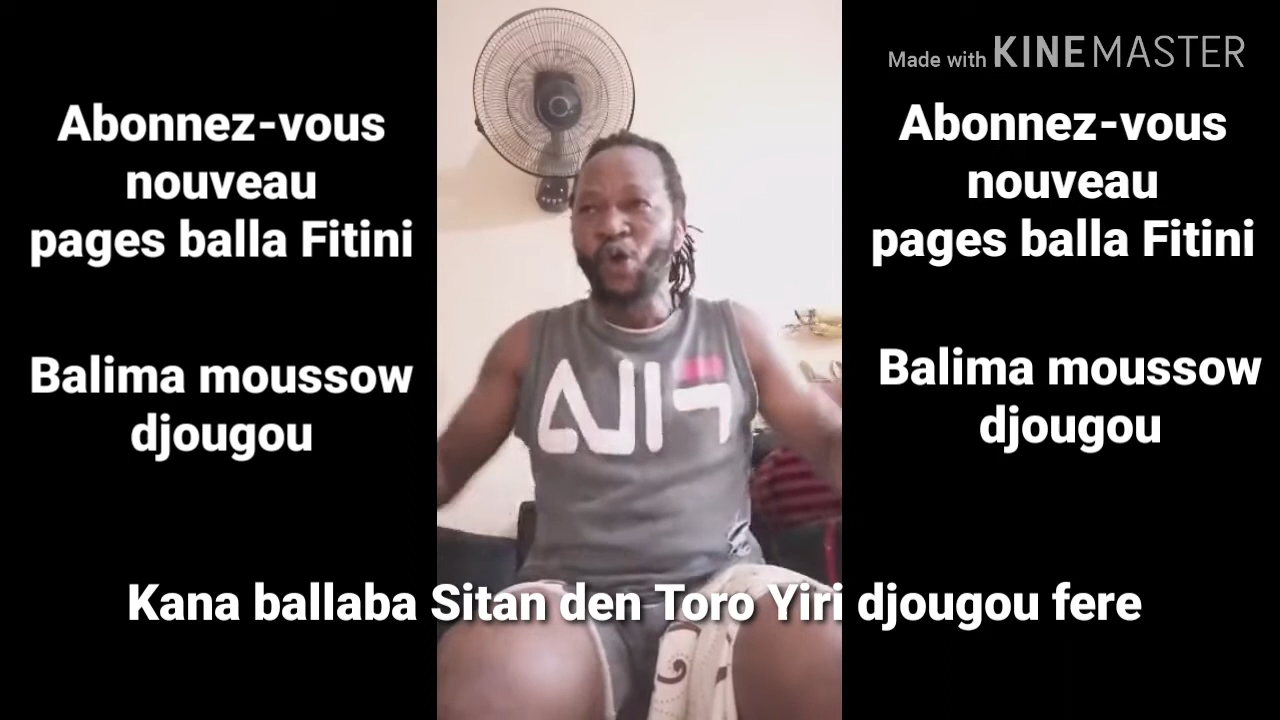 Made with KINEMASTER
Abonnez-vous
nouveau
pages balla Fitini
Balima moussow
djougou
Abonnez-vous
nouveau
pages balla Fitini
Balima moussow
djougou
Kana ballaba Sitan den Toro Yiri djougou fere